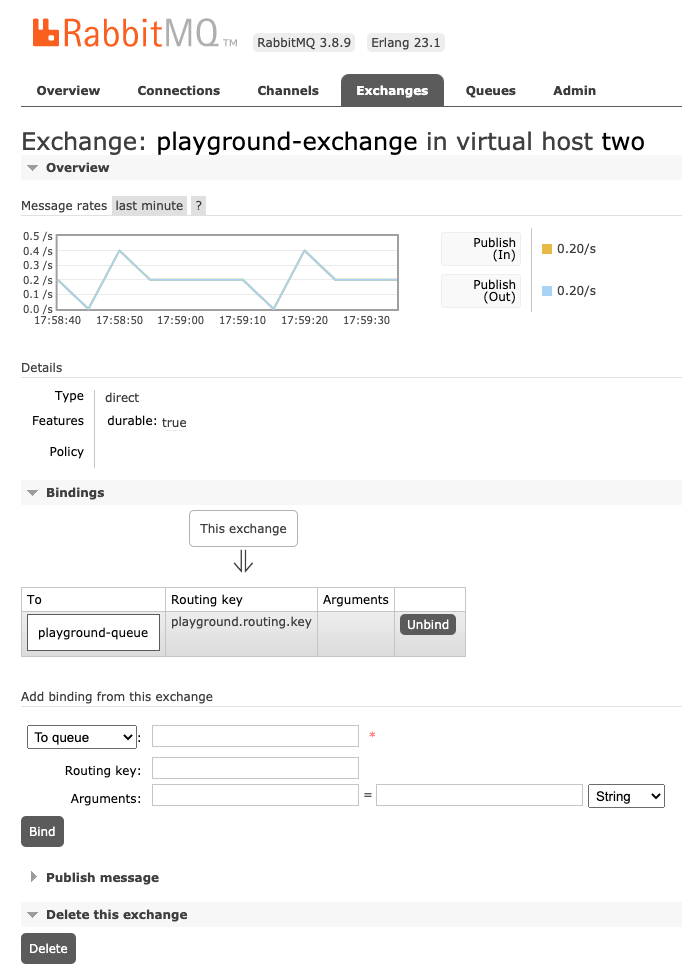 RabbitMQ TM RabbitMQ 3.8.9 Erlang 23.1
Overview Connections Channels Exchanges Queues Admin
Exchange: playground-exchange in virtual host two
Overview
Message rates last minute ?
0.5 /s
0.4 /s
0.3 /s
0.2 /s
0.1 /s
0.0 /s
17:58:40 17:58:50 17:59:00 17:59:10 17:59:20 17:59:30
Publish
(In)
0.20/s
Publish
(Out)
0.20/s
Details
Type direct
Features durable: true
Policy
Bindings
This exchange
⇓
To Routing key Arguments
playground-queue playground.routing.key Unbind
Add binding from this exchange
To queue : *
Routing key:
Arguments: = String
Bind
Publish message
Delete this exchange
Delete